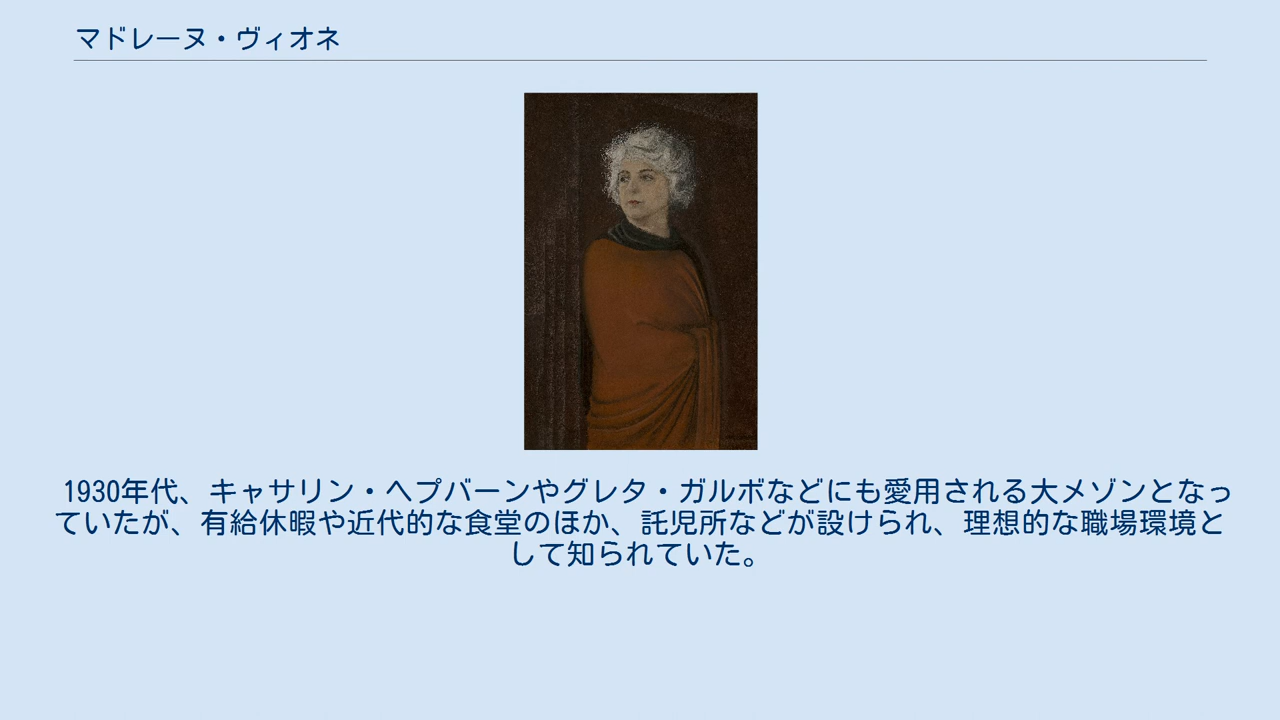 マドレーヌ・ヴィオネ
1930年代、キャサリン・ヘプバーンやグレタ・ガルボなどにも愛用される大メゾンとなっ
ていたが、有給休暇や近代的な食堂のほか、託児所などが設けられ、理想的な職場環境と
して知られていた。